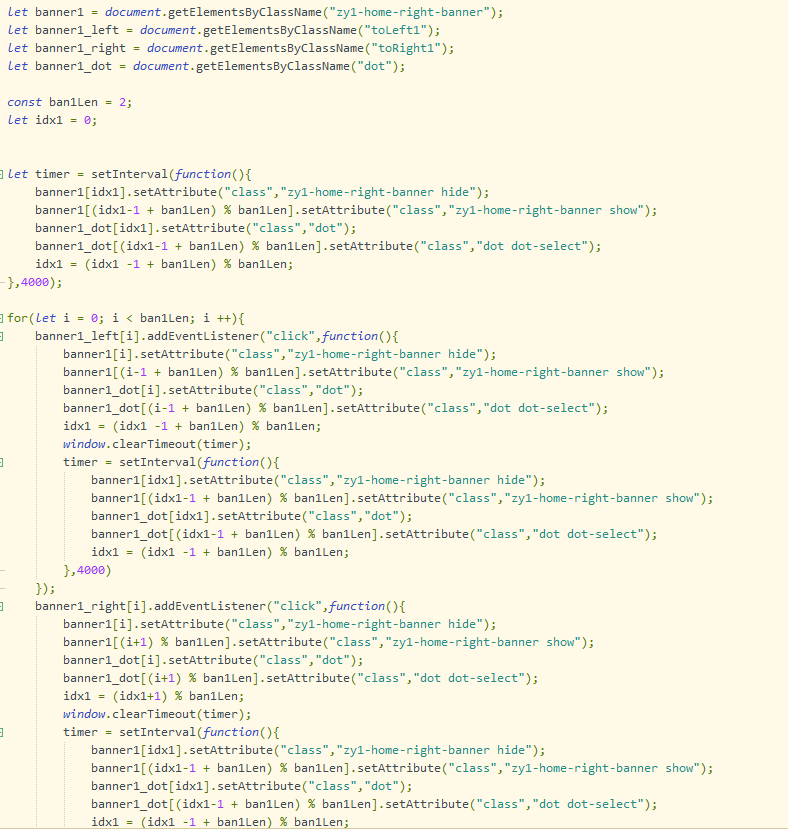 let banner1 = document.getElementsByClassName("zy1-home-right-banner");
let banner1_left = document.getElementsByClassName("toLeft1");
let banner1_right = document.getElementsByClassName("toRight1");
let banner1_dot = document.getElementsByClassName("dot");
const ban1Len = 2;
let idx1 = 0;
let timer = setInterval(function(){
banner1[idx1].setAttribute("class","zy1-home-right-banner hide");
banner1[(idx1-1 + ban1Len) % ban1Len].setAttribute("class","zy1-home-right-banner show");
banner1_dot[idx1].setAttribute("class","dot");
banner1_dot[(idx1-1 + ban1Len) % ban1Len].setAttribute("class","dot dot-select");
idx1 = (idx1 -1 + ban1Len) % ban1Len;
},4000);
for(let i = 0; i < ban1Len; i ++){
banner1_left[i].addEventListener("click",function(){
banner1[i].setAttribute("class","zy1-home-right-banner hide");
banner1[(i-1 + ban1Len) % ban1Len].setAttribute("class","zy1-home-right-banner show");
banner1_dot[i].setAttribute("class","dot");
banner1_dot[(i-1 + ban1Len) % ban1Len].setAttribute("class","dot dot-select");
idx1 = (idx1 -1 + ban1Len) % ban1Len;
window.clearTimeout(timer);
timer = setInterval(function(){
banner1[idx1].setAttribute("class","zy1-home-right-banner hide");
banner1[(idx1-1 + ban1Len) % ban1Len].setAttribute("class","zy1-home-right-banner show");
banner1_dot[idx1].setAttribute("class","dot");
banner1_dot[(idx1-1 + ban1Len) % ban1Len].setAttribute("class","dot dot-select");
idx1 = (idx1 -1 + ban1Len) % ban1Len;
},4000)
});
banner1_right[i].addEventListener("click",function(){
banner1[i].setAttribute("class","zy1-home-right-banner hide");
banner1[(i+1) % ban1Len].setAttribute("class","zy1-home-right-banner show");
banner1_dot[i].setAttribute("class","dot");
banner1_dot[(i+1) % ban1Len].setAttribute("class","dot dot-select");
idx1 = (idx1+1) % ban1Len;
window.clearTimeout(timer);
timer = setInterval(function(){
banner1[idx1].setAttribute("class","zy1-home-right-banner hide");
banner1[(idx1-1 + ban1Len) % ban1Len].setAttribute("class","zy1-home-right-banner show");
banner1_dot[idx1].setAttribute("class","dot");
banner1_dot[(idx1-1 + ban1Len) % ban1Len].setAttribute("class","dot dot-select");
idx1 = (idx1 -1 + ban1Len) % ban1Len;